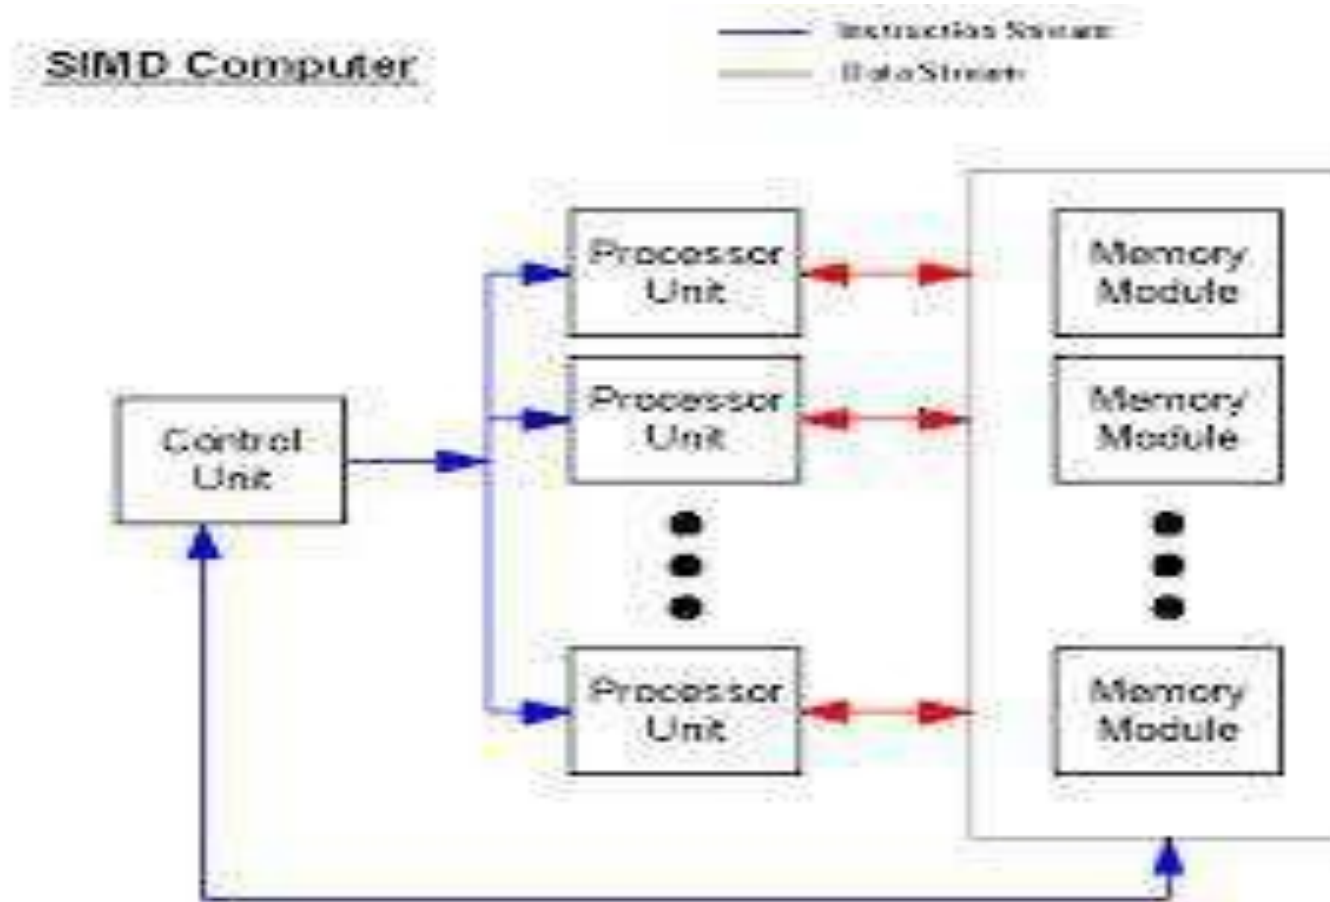 SIMD Computer
Instruction Stream
Data Stream
Processor
Unit
Memory
Module
Processor
Unit
Memory
Module
Control
Unit
Processor
Unit
Memory
Module